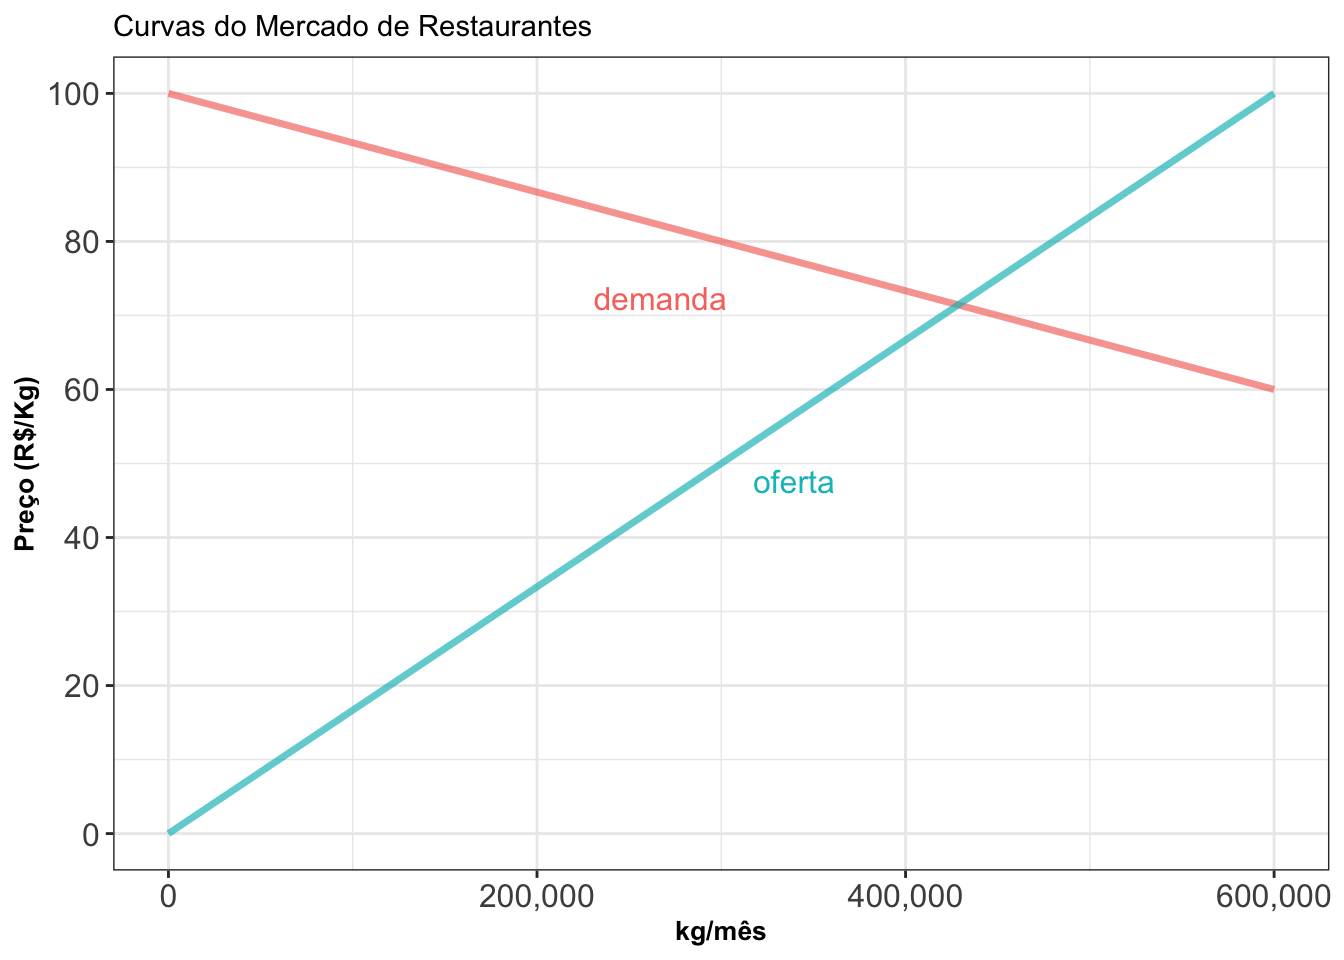 Curvas do Mercado de Restaurantes
100
80
60
40
20
0
Preço (R$/Kg)
demanda
oferta
0
200,000
400,000
600,000
kg/mês